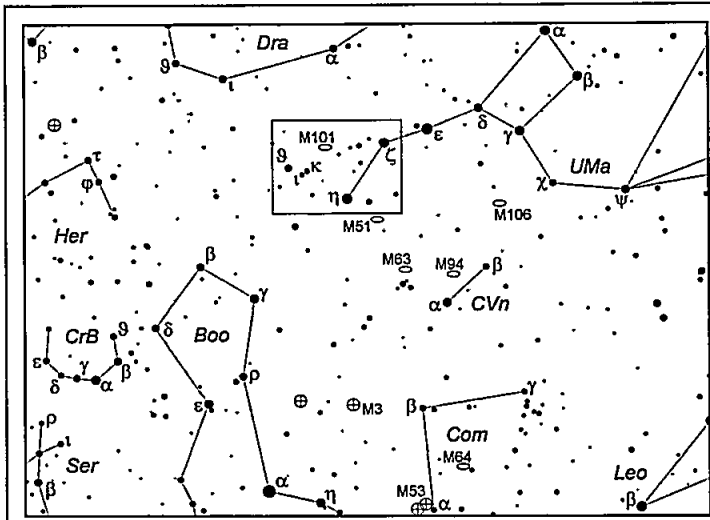 α
β
Dra
α
ϑ
ι
β
ε
δ
γ
UMa
M101
ζ
τ
ϑ
ι
κ
φ
η
χ
ψ
M106
M51
Her
β
M63
M94
β
γ
α
CVn
CrB
ϑ
δ
Boo
ε
δ
γ
α
β
ρ
γ
ε
M3
β
ρ
ι
Com
Ser
M64
Leo
β
α
η
M53
α
β